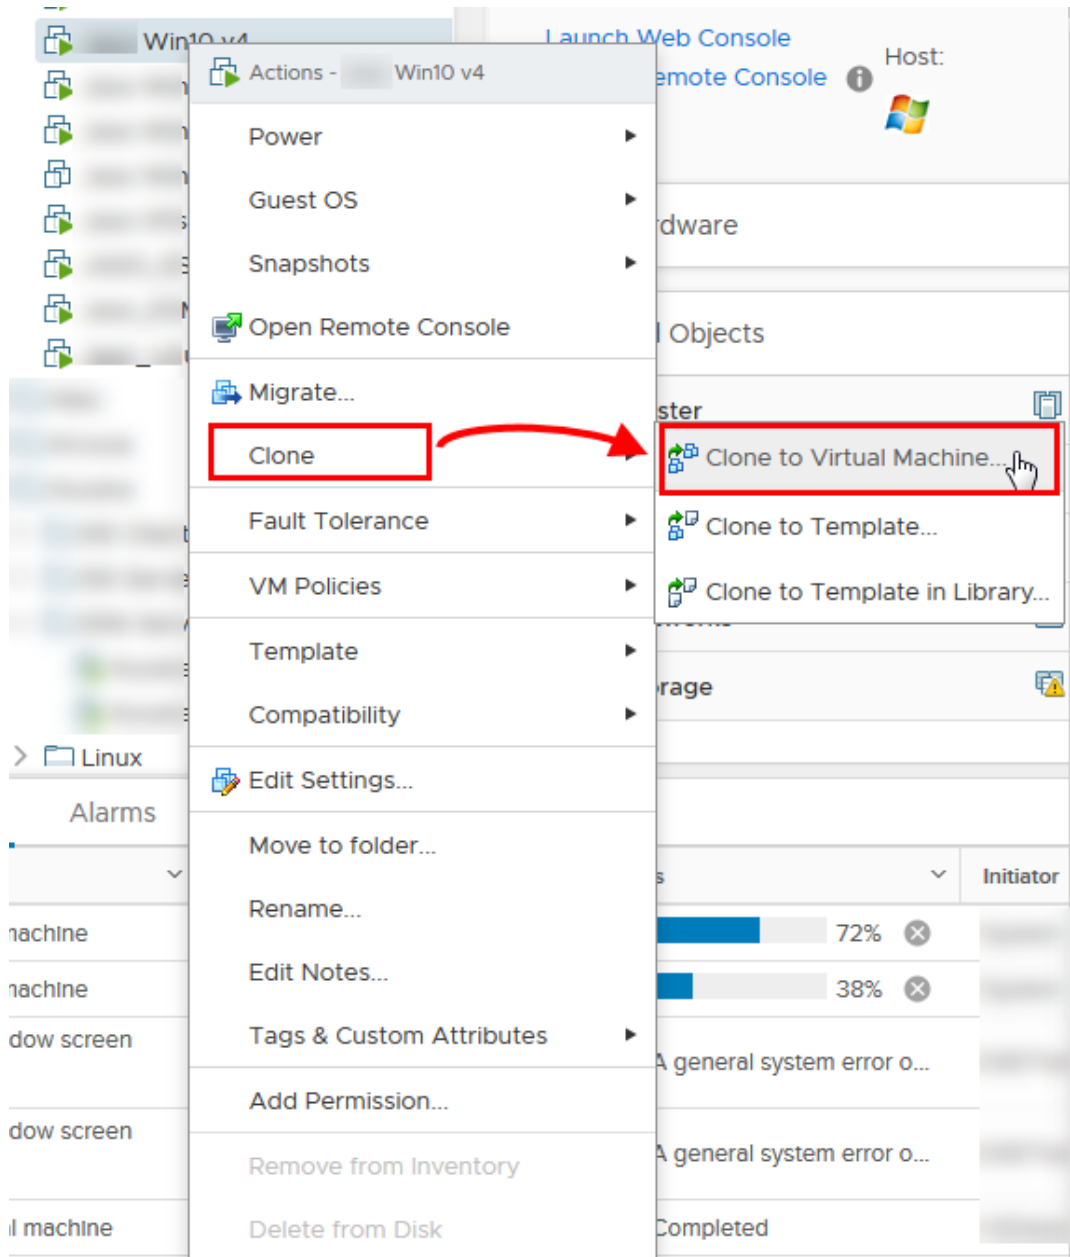 Win10 v4
Launch Web Console
emote Console
Host:
Actions -
Win10 v4
Power
Guest OS
Snapshots
Open Remote Console
Migrate...
Clone
Fault Tolerance
VM Policies
Template
Compatibility
Edit Settings...
Move to folder...
Rename...
Edit Notes...
Tags & Custom Attributes
Add Permission...
Remove from Inventory
Delete from Disk
Clone to Virtual Machine...
Clone to Template...
Clone to Template in Library...
dware
l Objects
ster
rage
Linux
Alarms
s
Initiator
nachine
72%
nachine
38%
dow screen
A general system error o...
dow screen
A general system error o...
l machine
Completed